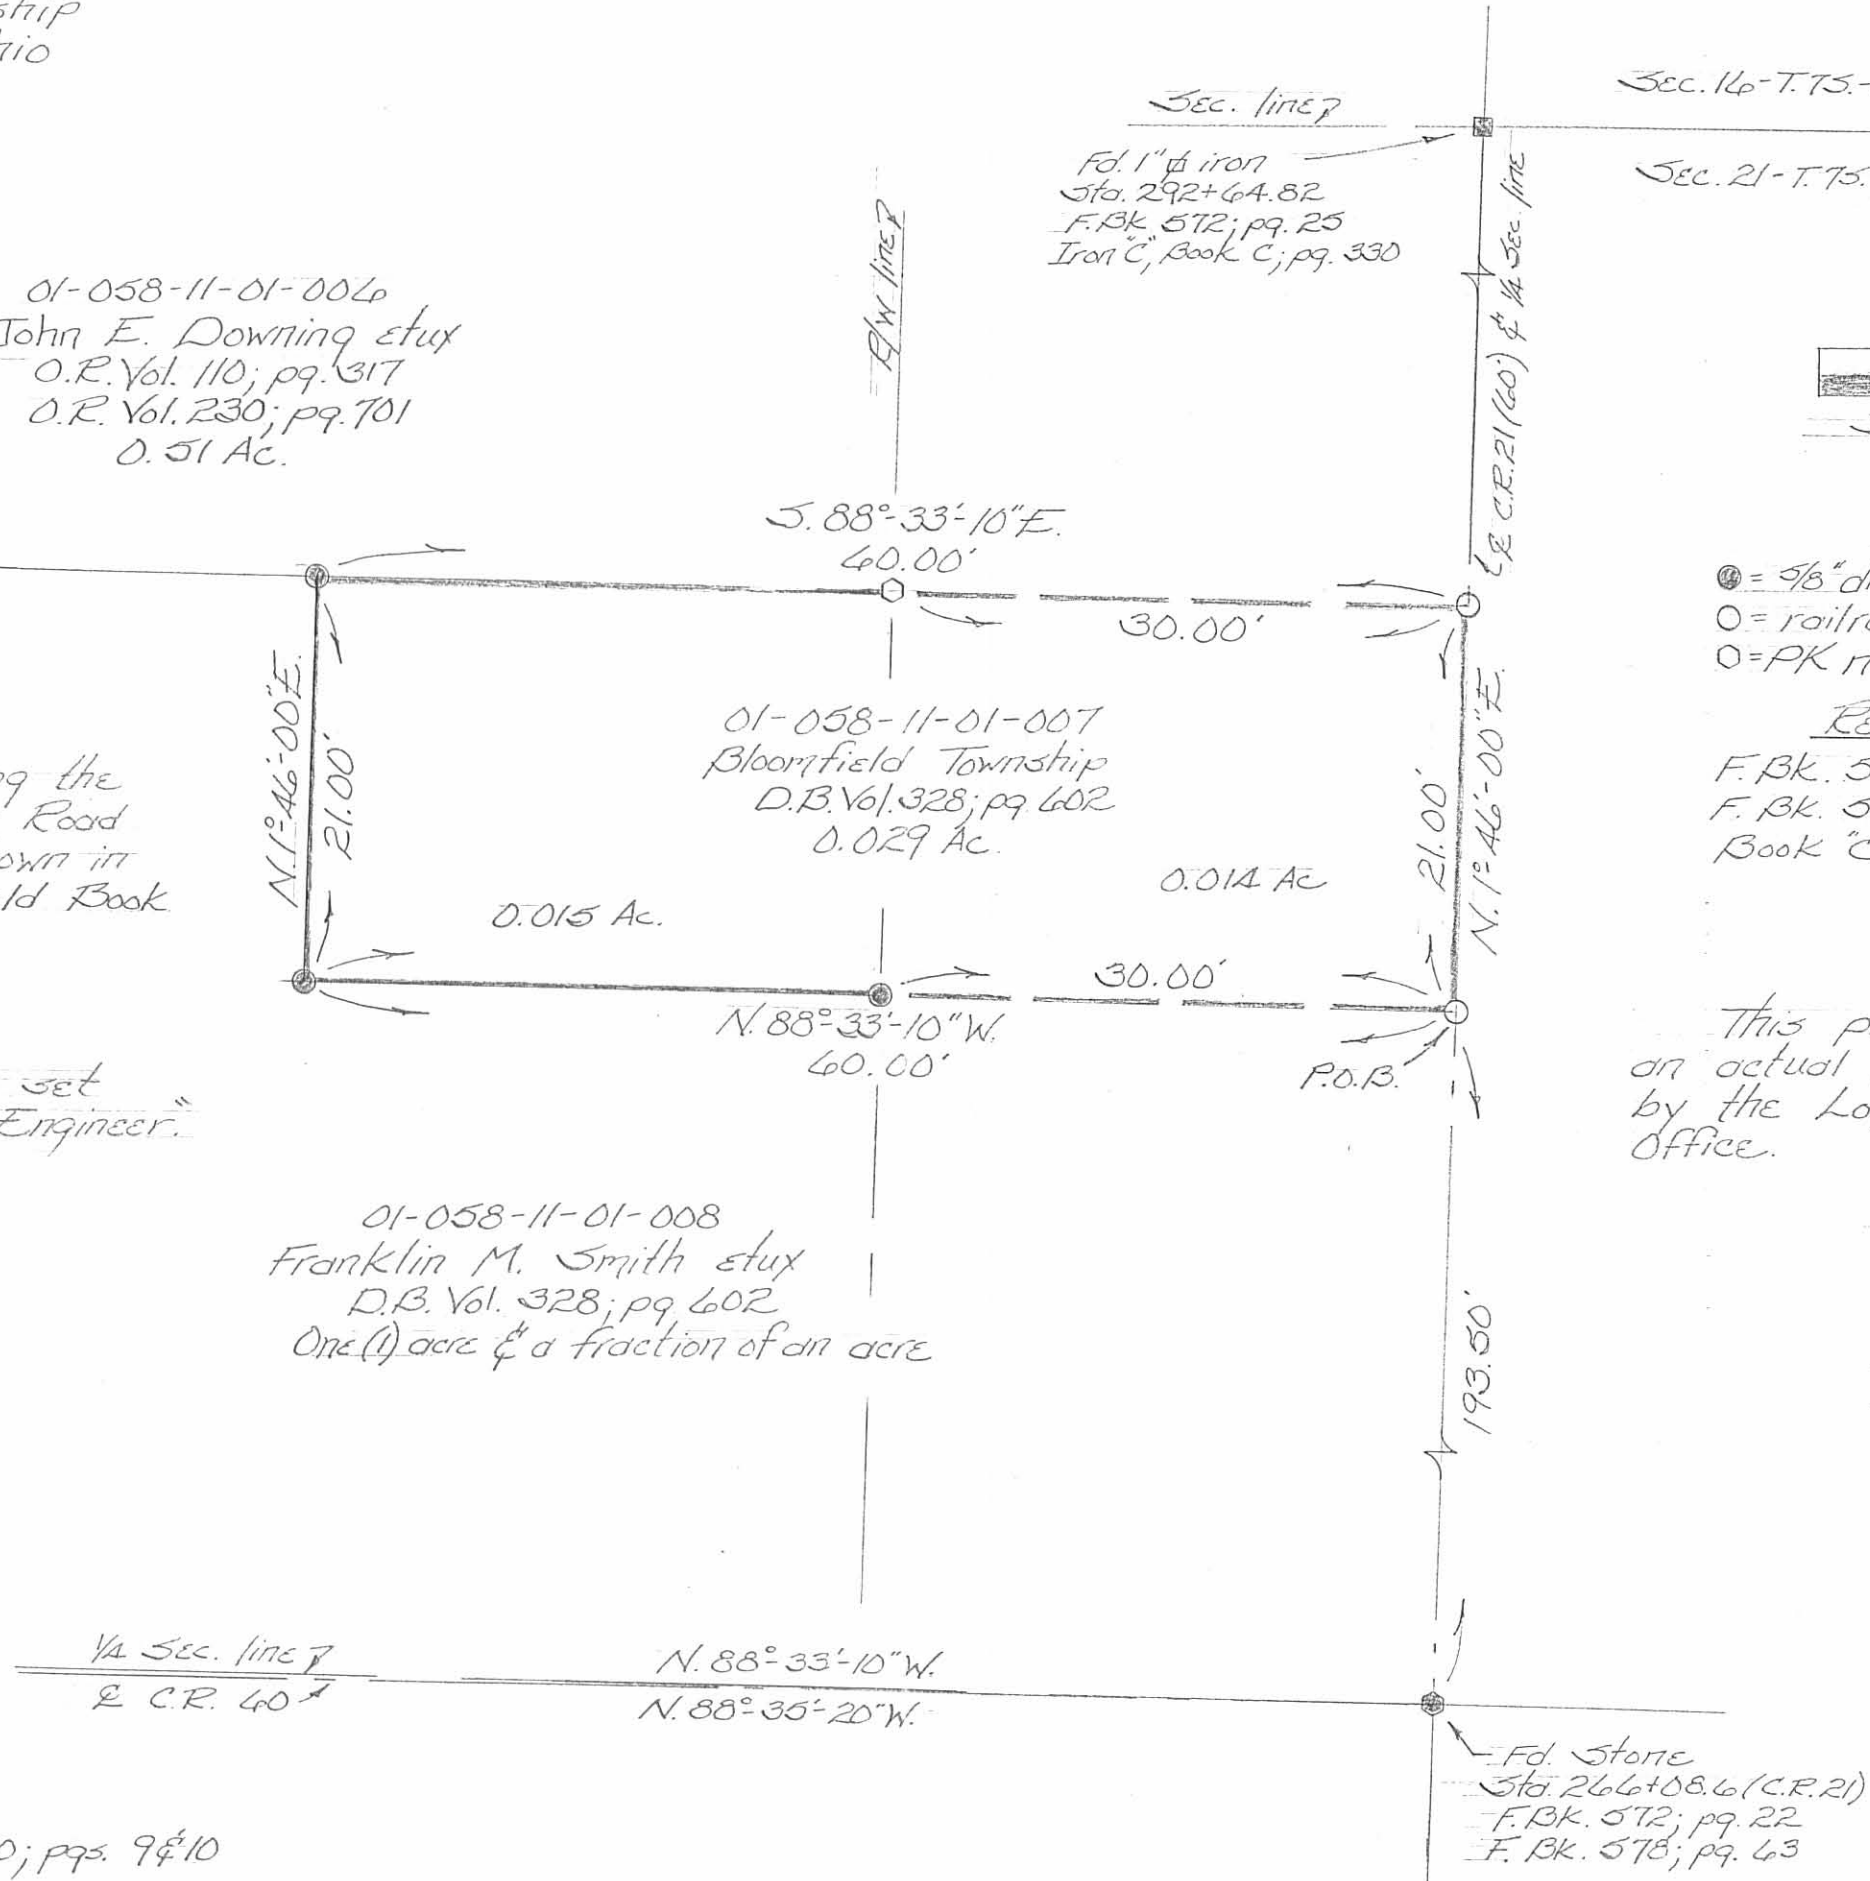 ship
hio
Sec. line
Sec. 16-T.7S.-
Fd. 1" iron
Sta. 292+64.82
F.Bk. 572; pg. 25
Iron "C", Book C; pg. 330
Sec. 21-T.7S.
R/W line
℄ C.R.21(60') & 1/4 Sec. line
01-058-11-01-006
John E. Downing etux
O.R. Vol. 110; pg. 317
O.R. Vol. 230; pg. 701
0.51 Ac.
S. 88°-33'-10"E.
60.00'
30.00'
= 5/8" di
= railro
= PK n
N.1°-46'-00"E.
21.00'
01-058-11-01-007
Bloomfield Township
D.B. Vol. 328; pg. 602
0.029 Ac.
0.014 Ac
0.015 Ac.
21.00'
N.1°-46'-00"E.
Re
F. Bk. 5
F. Bk. 5
Book "C
g the
Road
own in
ld Book
30.00'
N. 88°-33'-10"W.
60.00'
P.O.B.
This p
an actual
by the Lo
Office.
set
Engineer."
01-058-11-01-008
Franklin M. Smith etux
D.B. Vol. 328; pg. 602
One (1) acre & a fraction of an acre
193.50'
1/4 Sec. line
℄ C.R. 60
N. 88°-33'-10"W.
N. 88°-35'-20"W.
Fd. Stone
Sta. 266+08.6 (C.R. 21)
F.Bk. 572; pg. 22
F. Bk. 578; pg. 63
0; pgs. 9&10